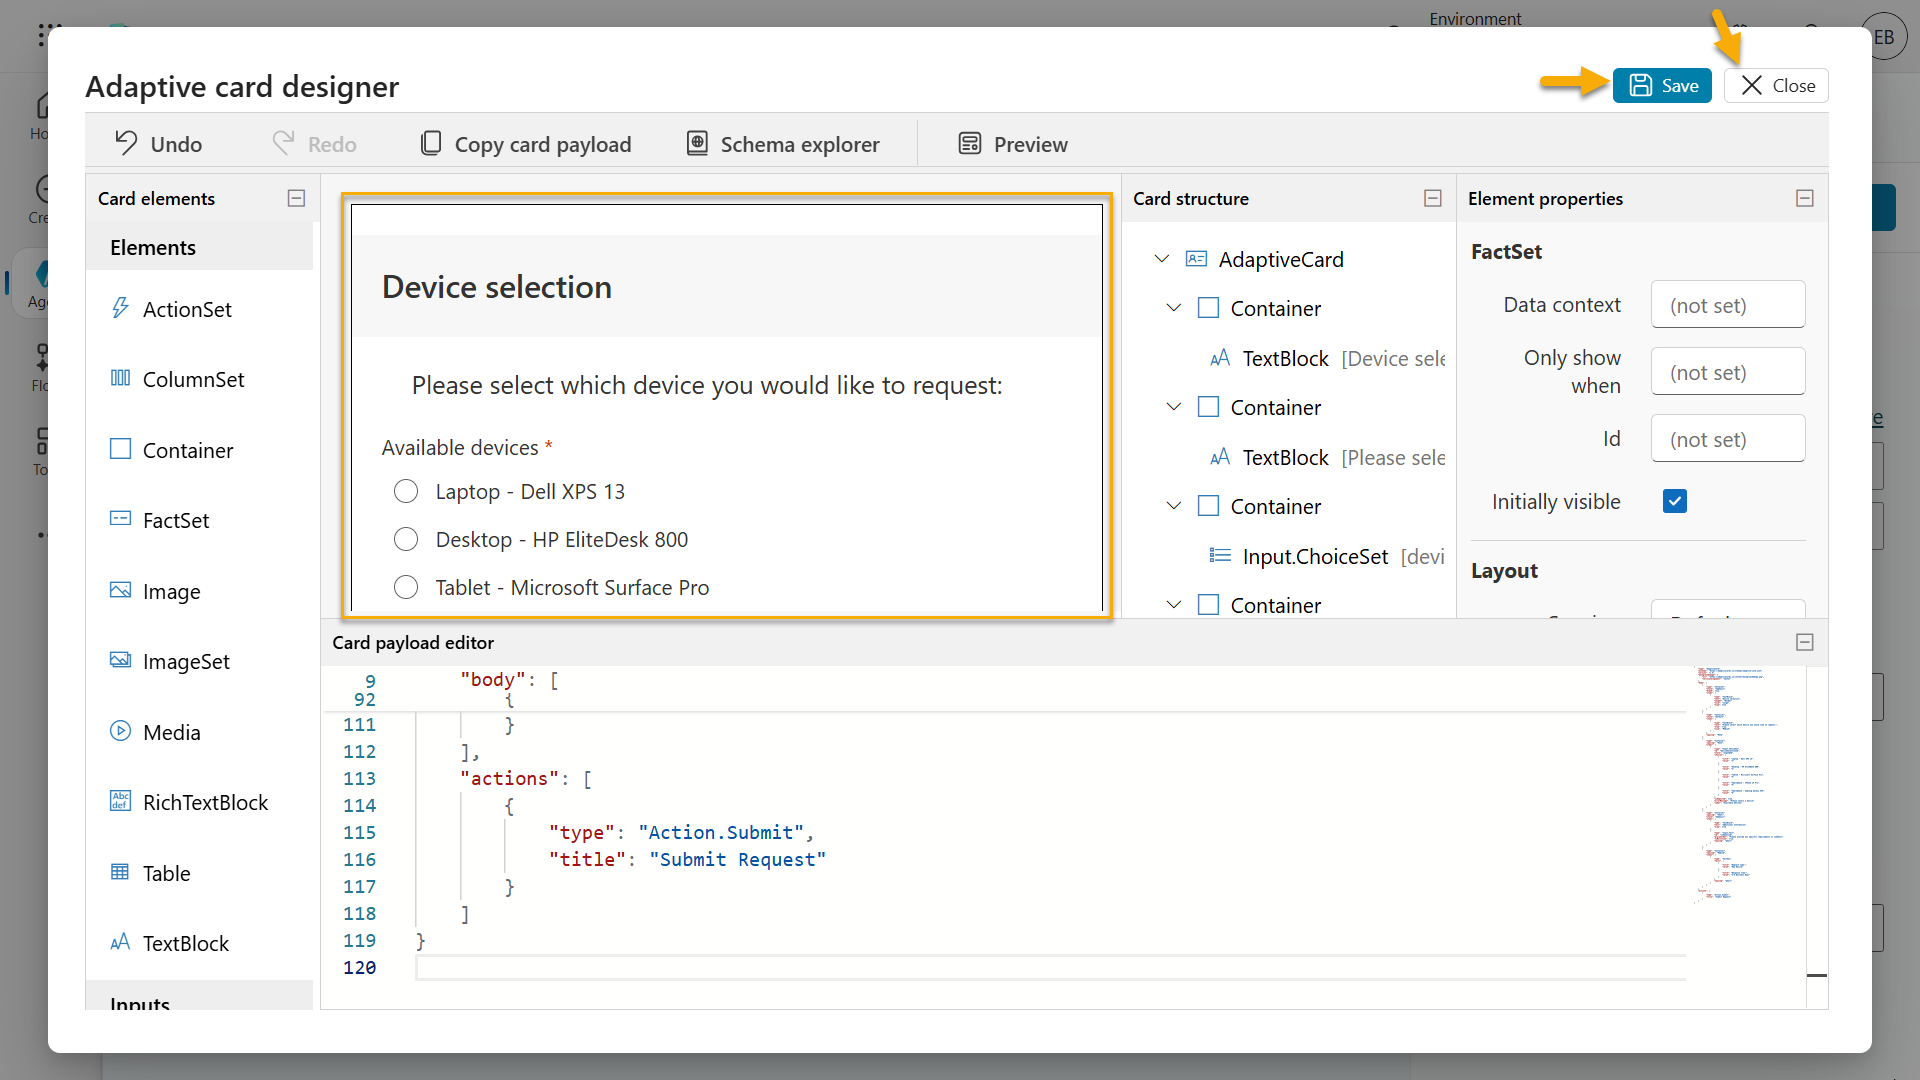 Environment
EB
Adaptive card designer
Save
Close
Undo
Redo
Copy card payload
Schema explorer
Preview
Card elements
Elements
ActionSet
ColumnSet
Container
FactSet
Image
ImageSet
Media
RichTextBlock
Table
TextBlock
Inputs
Device selection
Please select which device you would like to request:
Available devices *
Laptop - Dell XPS 13
Desktop - HP EliteDesk 800
Tablet - Microsoft Surface Pro
Card structure
AdaptiveCard
Container
TextBlock [Device sele
Container
TextBlock [Please sele
Container
Input.ChoiceSet [devi
Container
Element properties
FactSet
Data context (not set)
Only show when (not set)
Id (not set)
Initially visible
Layout
Card payload editor
9 "body": [
92 {
111 }
112 ],
113 "actions": [
114 {
115 "type": "Action.Submit",
116 "title": "Submit Request"
117 }
118 ]
119 }
120